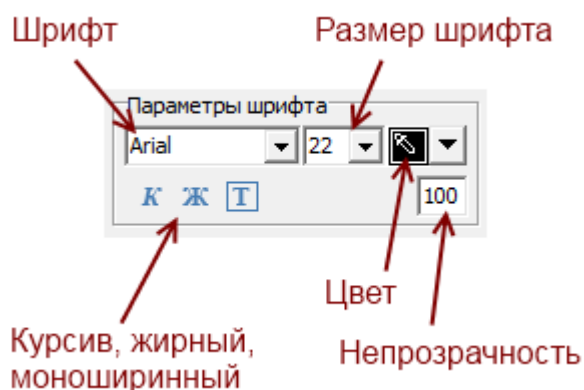 Шрифт Размер шрифта
Параметры шрифта
Arial 22
К Ж T 100
Цвет
Курсив, жирный, Непрозрачность
моноширинный